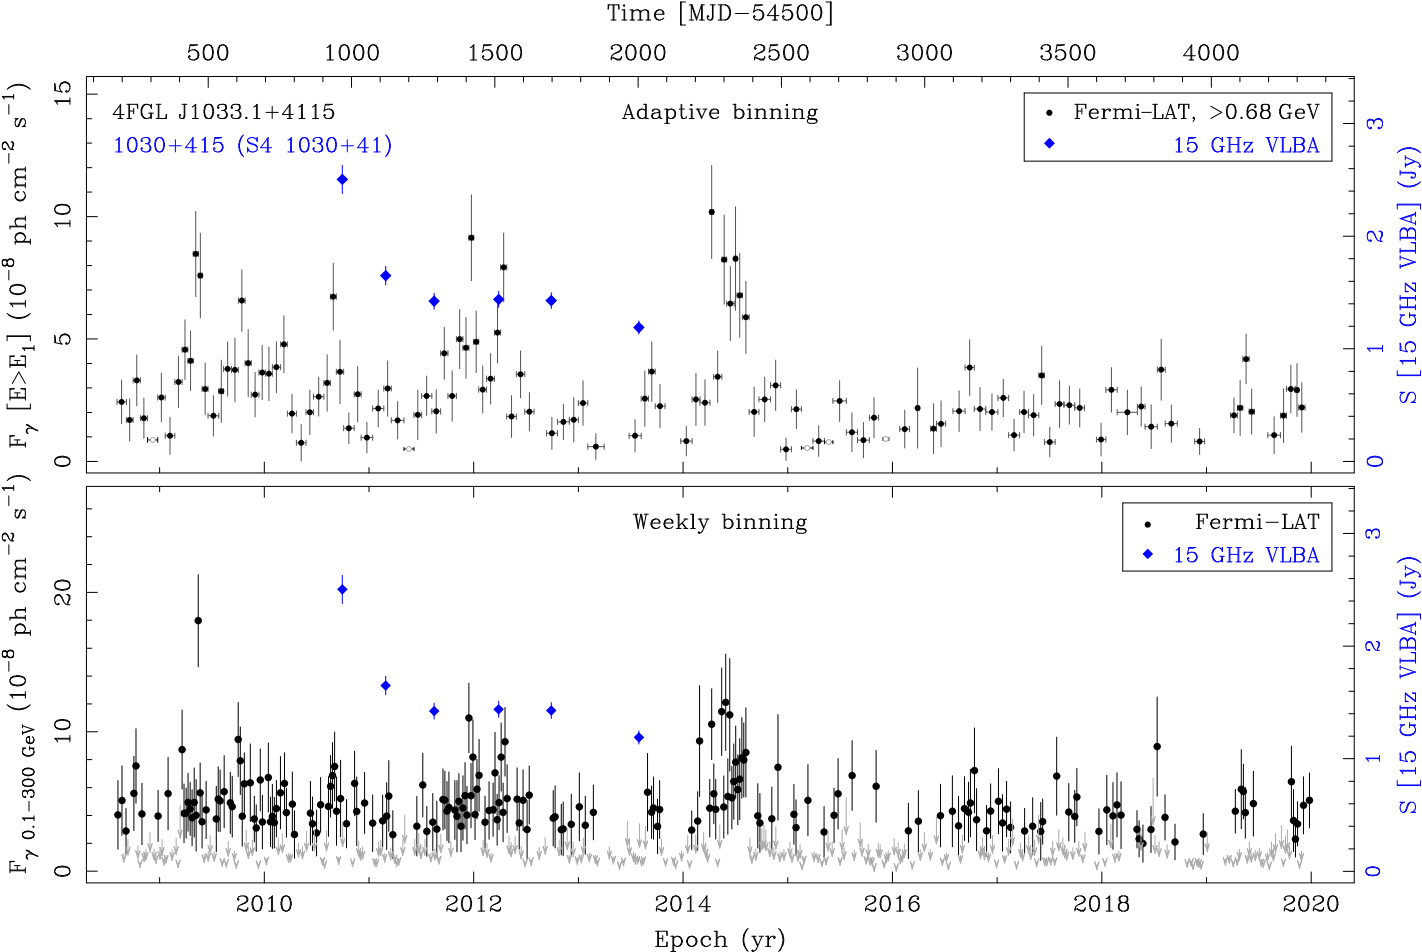 Time [MJD−54500]
500 1000 1500 2000 2500 3000 3500 4000
4FGL J1033.1+4115
1030+415 (S4 1030+41)
Adaptive binning
Fermi−LAT, >0.68 GeV
15 GHz VLBA
15
10
5
0
F_γ [E>E_1] (10^−8 ph cm^−2 s^−1)
3
2
1
0
S [15 GHz VLBA] (Jy)
Weekly binning
Fermi−LAT
15 GHz VLBA
20
10
0
F_γ 0.1−300 GeV (10^−8 ph cm^−2 s^−1)
3
2
1
0
S [15 GHz VLBA] (Jy)
2010 2012 2014 2016 2018 2020
Epoch (yr)